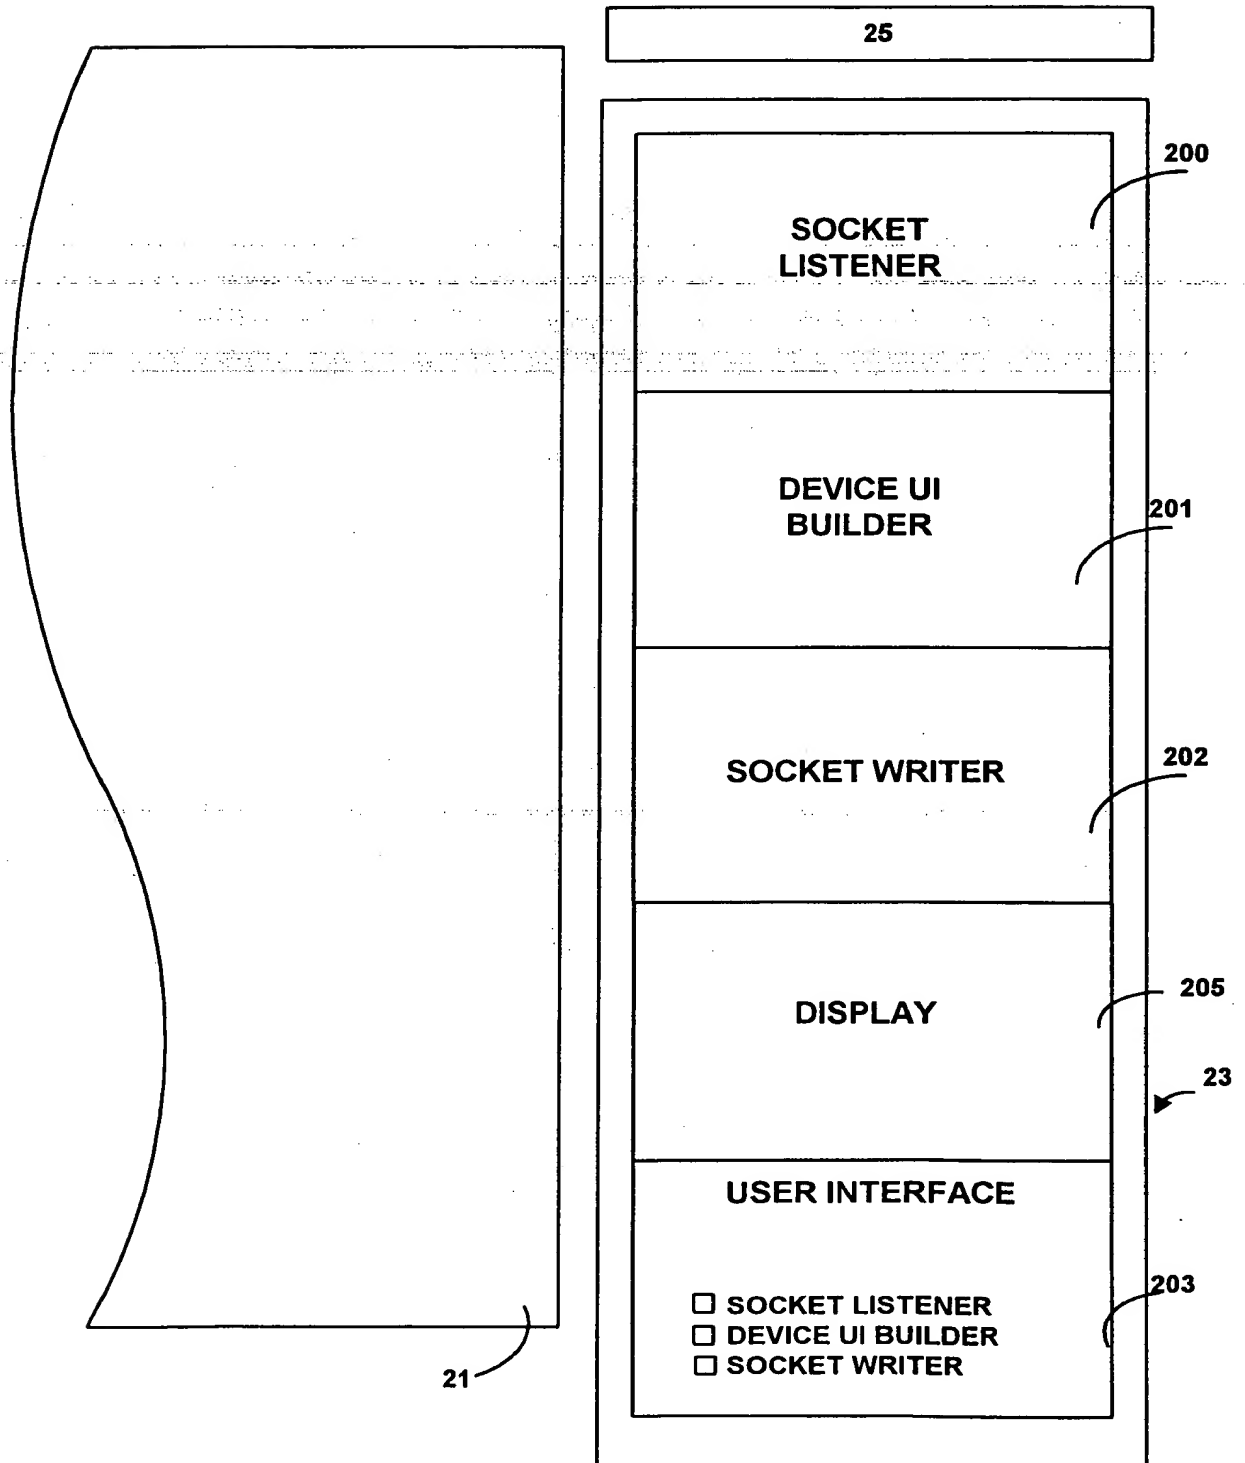 25
200
SOCKET
LISTENER
DEVICE UI
BUILDER
201
SOCKET WRITER
202
DISPLAY
205
23
USER INTERFACE
203
☐ SOCKET LISTENER
☐ DEVICE UI BUILDER
☐ SOCKET WRITER
21